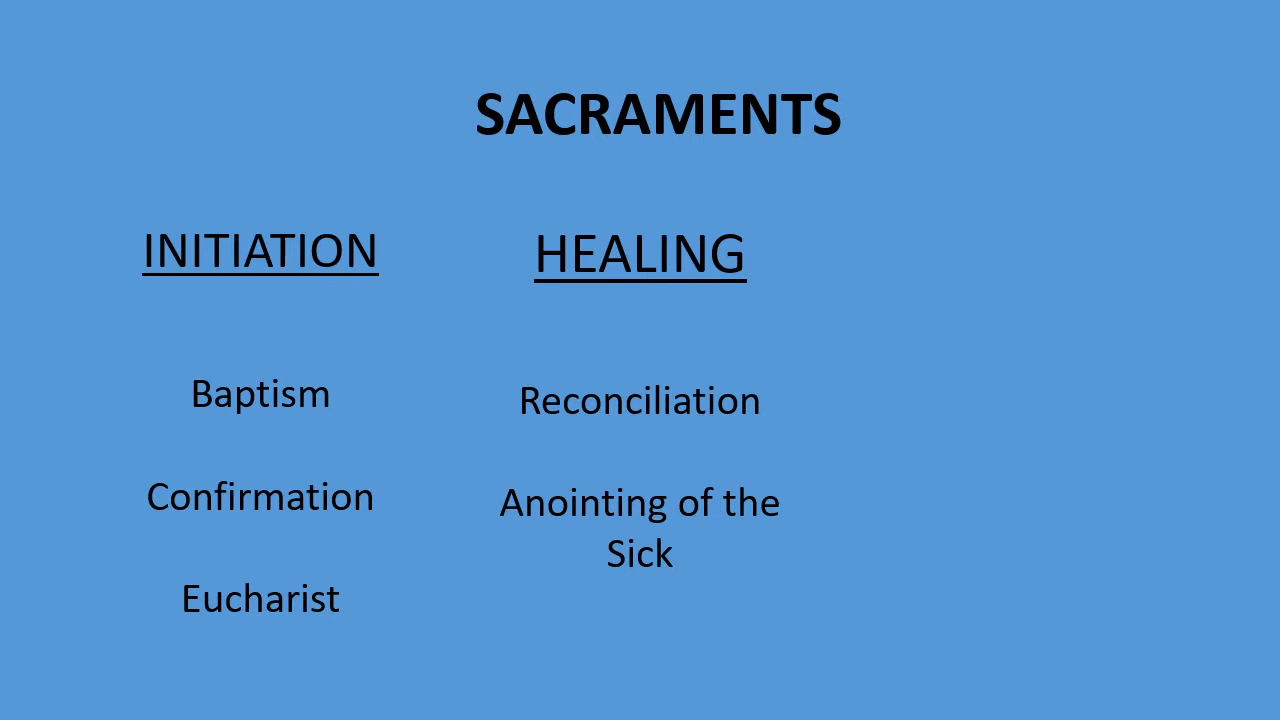 SACRAMENTS
INITIATION
Baptism
Confirmation
Eucharist
HEALING
Reconciliation
Anointing of the
Sick